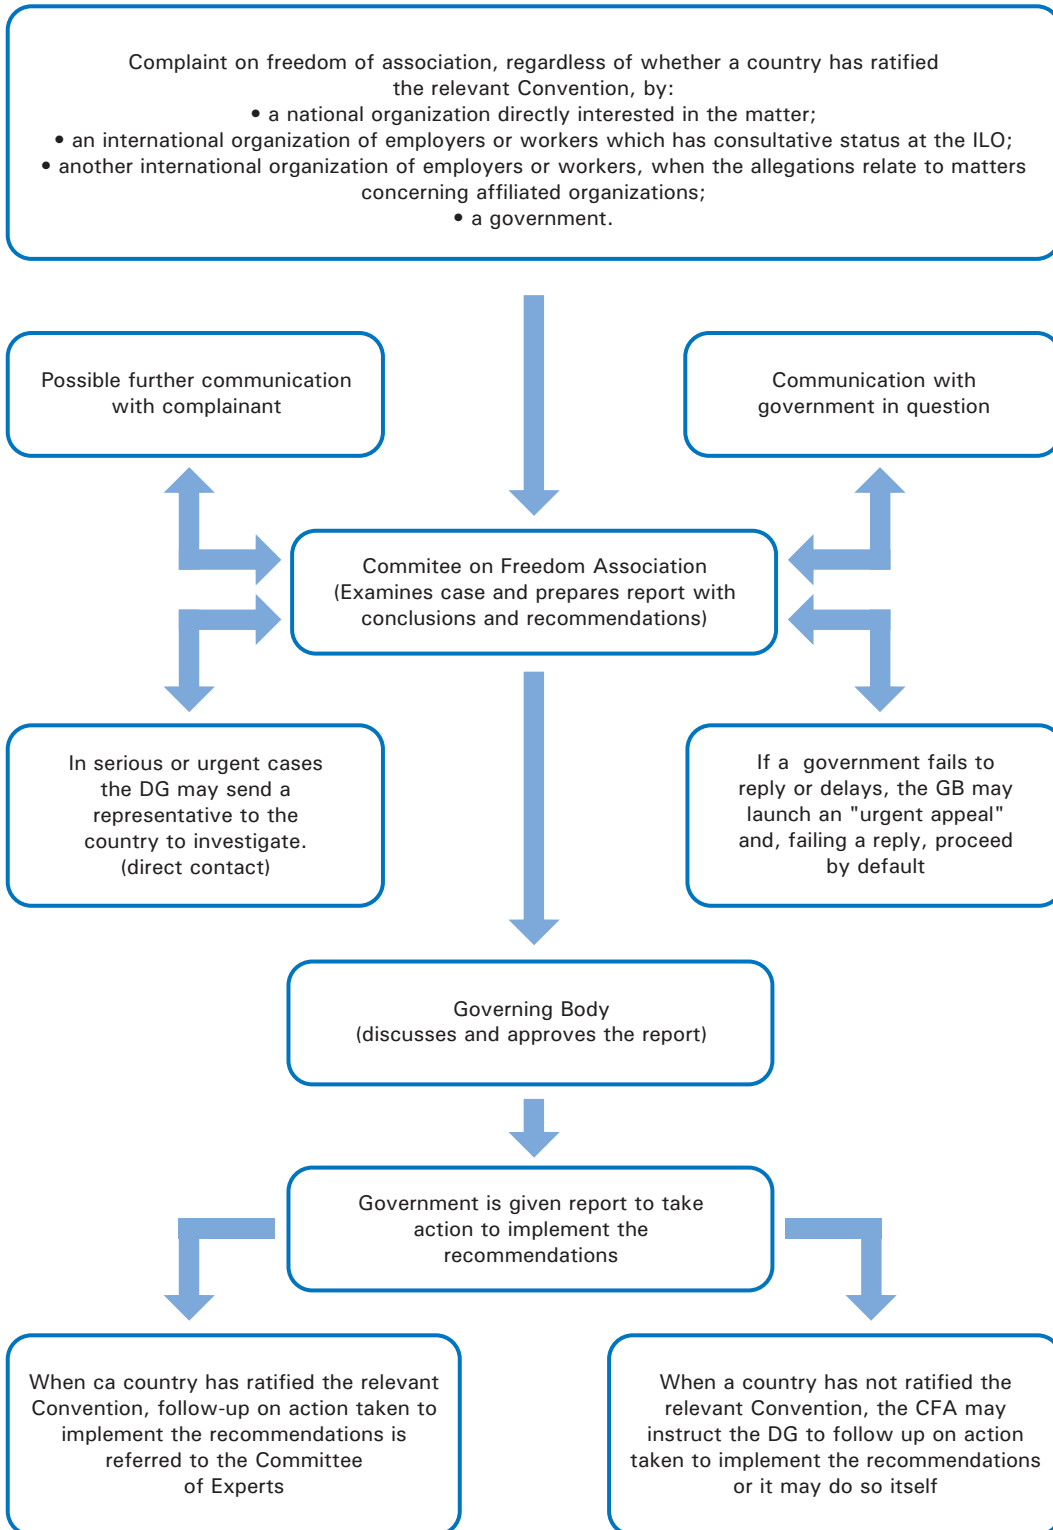 Complaint on freedom of association, regardless of whether a country has ratified
the relevant Convention, by:
• a national organization directly interested in the matter;
• an international organization of employers or workers which has consultative status at the ILO;
• another international organization of employers or workers, when the allegations relate to matters
concerning affiliated organizations;
• a government.
Possible further communication
with complainant
Communication with
government in question
Commitee on Freedom Association
(Examines case and prepares report with
conclusions and recommendations)
In serious or urgent cases
the DG may send a
representative to the
country to investigate.
(direct contact)
If a government fails to
reply or delays, the GB may
launch an "urgent appeal"
and, failing a reply, proceed
by default
Governing Body
(discusses and approves the report)
Government is given report to take
action to implement the
recommendations
When ca country has ratified the relevant
Convention, follow-up on action taken to
implement the recommendations is
referred to the Committee
of Experts
When a country has not ratified the
relevant Convention, the CFA may
instruct the DG to follow up on action
taken to implement the recommendations
or it may do so itself